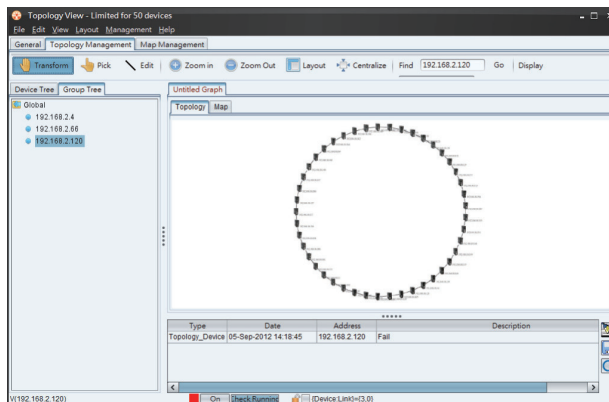 Topology View - Limited for 50 devices
File Edit View Layout Management Help
General Topology Management Map Management
Transform Pick Edit Zoom in Zoom Out Layout Centralize Find 192.168.2.120 Go Display
Device Tree Group Tree Untitled Graph
Global
Topology Map
192.168.2.4
192.168.2.66
192.168.2.120
Type Date Address Description
Topology_Device 05-Sep-2012 14:18:45 192.168.2.120 Fail
V(192.168.2.120) On Check Running (Device:Link)=(3,0)